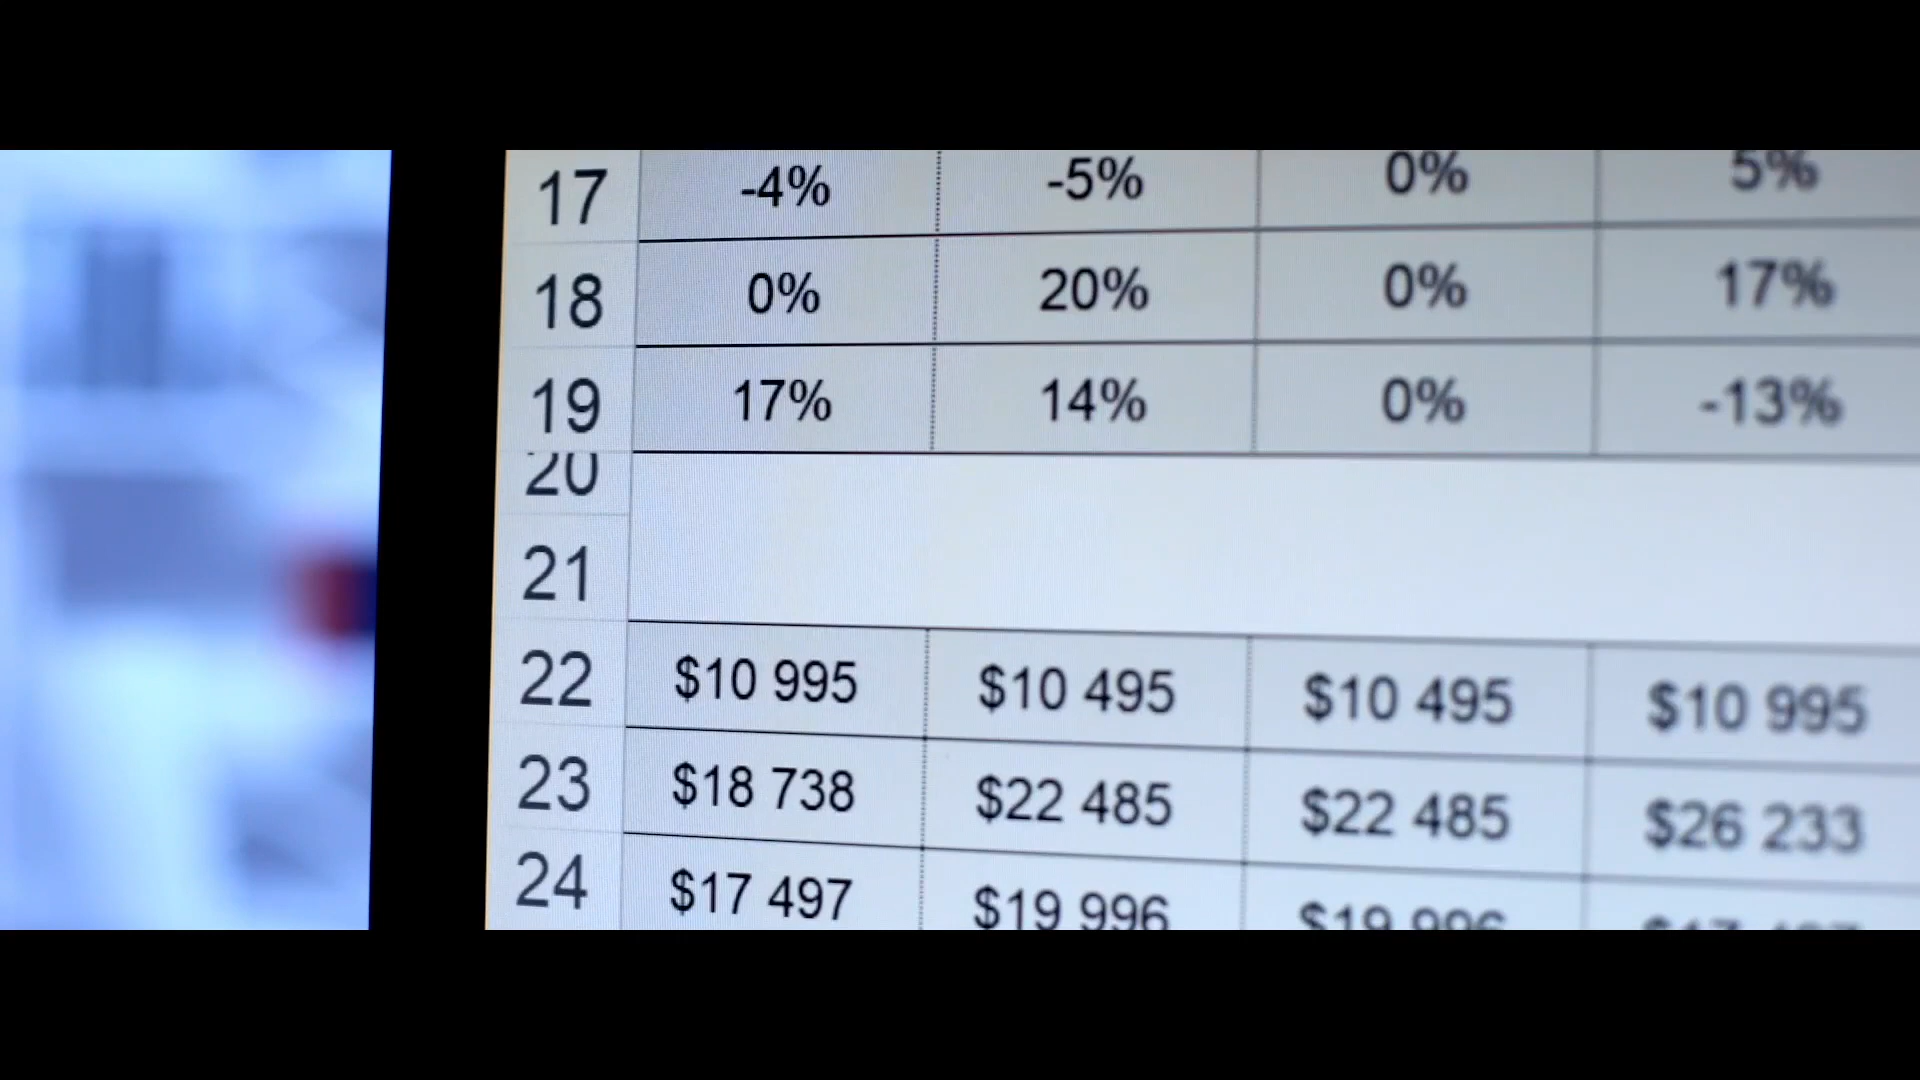 17 -4% -5% 0% 5%
18 0% 20% 0% 17%
19 17% 14% 0% -13%
20
21
22 $10 995 $10 495 $10 495 $10 995
23 $18 738 $22 485 $22 485 $26 233
24 $17 497 $19 996 $19 996